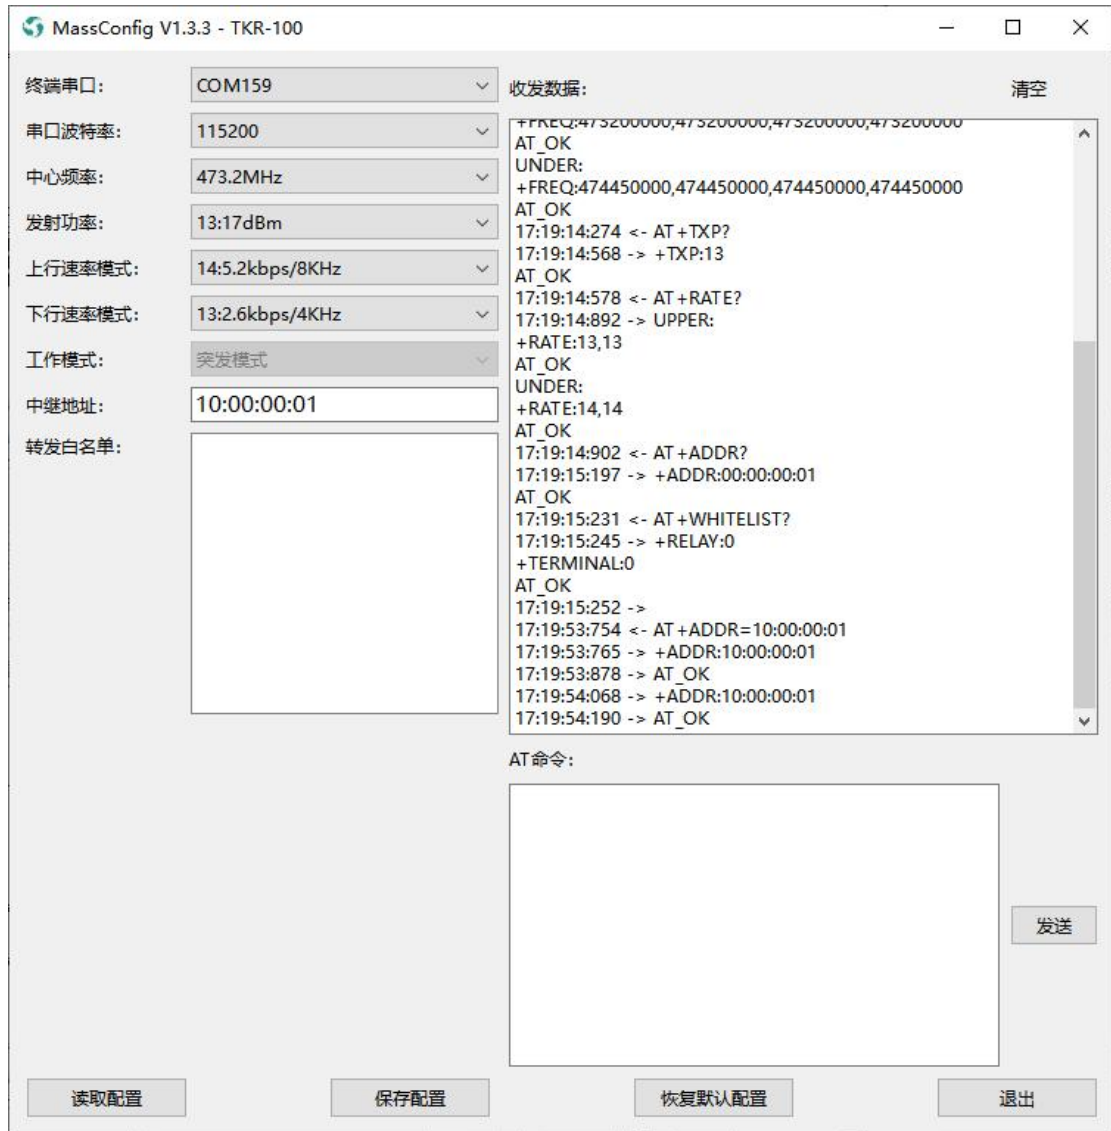 MassConfig V1.3.3 - TKR-100
终端串口:
COM159
串口波特率:
115200
中心频率:
473.2MHz
发射功率:
13:17dBm
上行速率模式:
14:5.2kbps/8KHz
下行速率模式:
13:2.6kbps/4KHz
工作模式:
突发模式
中继地址:
10:00:00:01
转发白名单:
收发数据:
清空
+FREQ:473200000,473200000,473200000,473200000
AT_OK
UNDER:
+FREQ:474450000,474450000,474450000,474450000
AT_OK
17:19:14:274 <- AT+TXP?
17:19:14:568 -> +TXP:13
AT_OK
17:19:14:578 <- AT+RATE?
17:19:14:892 -> UPPER:
+RATE:13,13
AT_OK
UNDER:
+RATE:14,14
AT_OK
17:19:14:902 <- AT+ADDR?
17:19:15:197 -> +ADDR:00:00:00:01
AT_OK
17:19:15:231 <- AT+WHITELIST?
17:19:15:245 -> +RELAY:0
+TERMINAL:0
AT_OK
17:19:15:252 ->
17:19:53:754 <- AT+ADDR=10:00:00:01
17:19:53:765 -> +ADDR:10:00:00:01
17:19:53:878 -> AT_OK
17:19:54:068 -> +ADDR:10:00:00:01
17:19:54:190 -> AT_OK
AT命令:
发送
读取配置
保存配置
恢复默认配置
退出